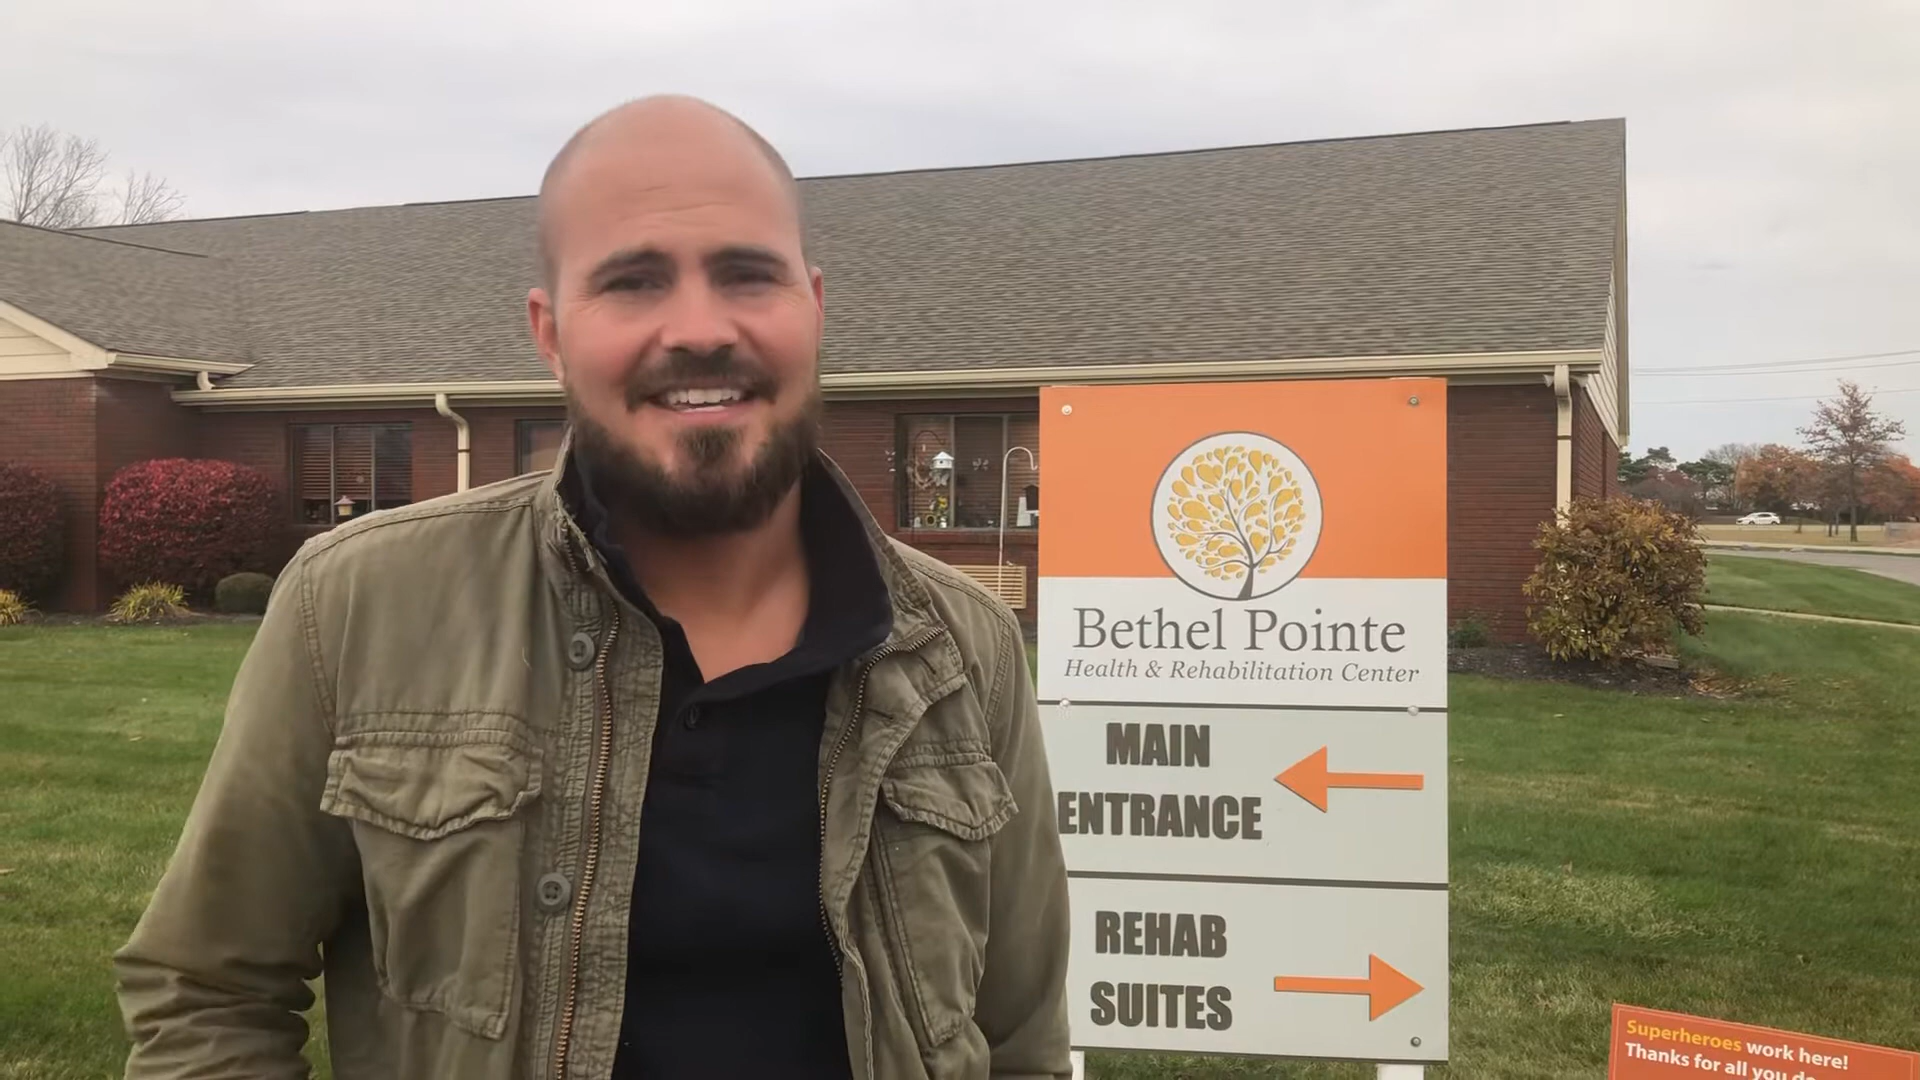 Bethel Pointe
Health & Rehabilitation Center
MAIN
ENTRANCE
REHAB
SUITES
Superheroes work here!
Thanks for all you